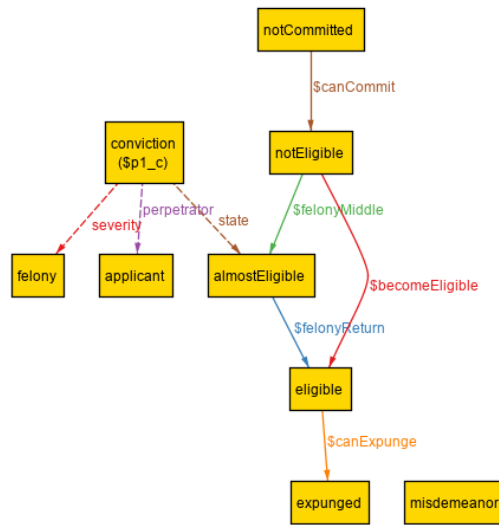 notCommitted
$canCommit
conviction
($p1_c)
notEligible
severity
perpetrator
state
$felonyMiddle
felony
applicant
almostEligible
$becomeEligible
$felonyReturn
eligible
$canExpunge
expunged
misdemeanor